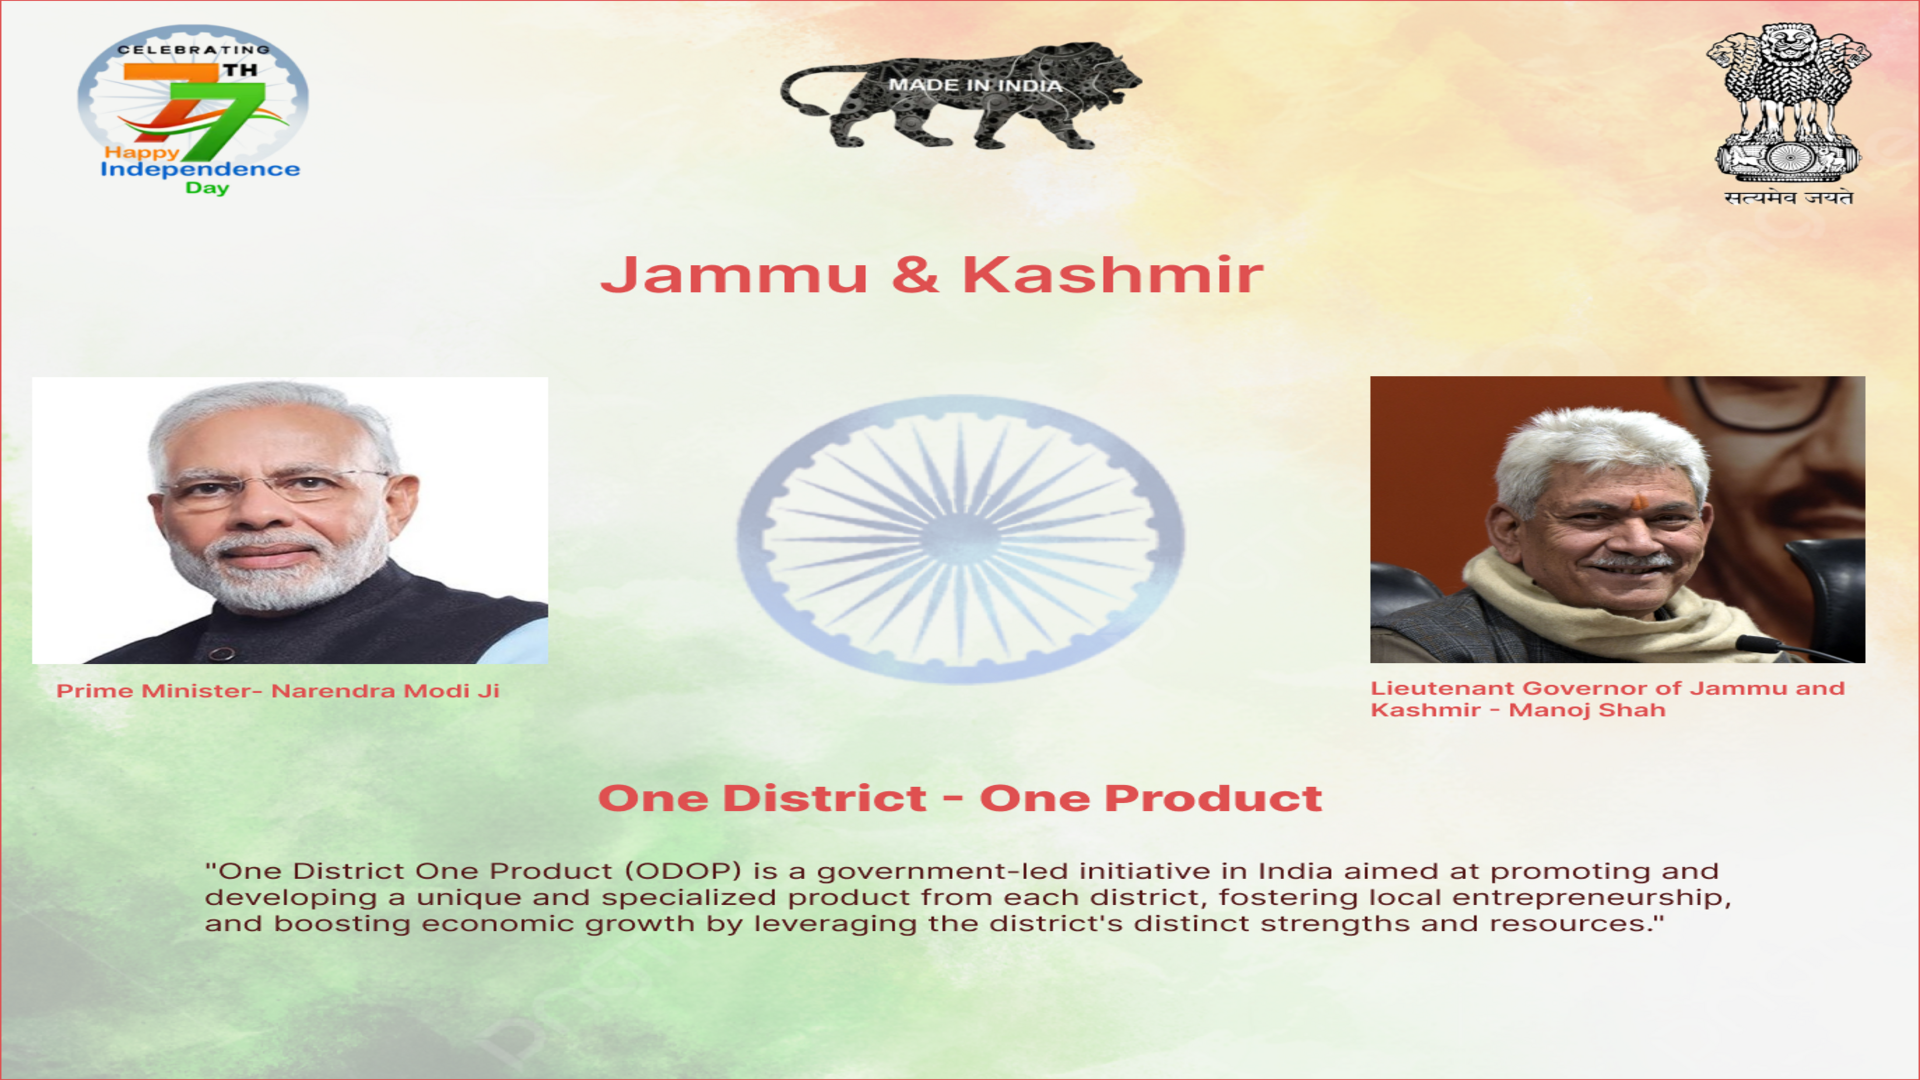 CELEBRATING
77TH
Happy
Independence
Day
MADE IN INDIA
सत्यमेव जयते
Jammu & Kashmir
Prime Minister- Narendra Modi Ji
Lieutenant Governor of Jammu and
Kashmir - Manoj Shah
One District - One Product
"One District One Product (ODOP) is a government-led initiative in India aimed at promoting and
developing a unique and specialized product from each district, fostering local entrepreneurship,
and boosting economic growth by leveraging the district's distinct strengths and resources."